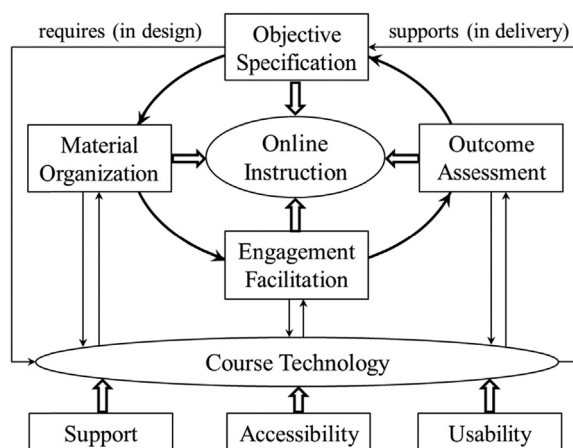 requires (in design)
Objective
Specification
supports (in delivery)
Material
Organization
Online
Instruction
Outcome
Assessment
Engagement
Facilitation
Course Technology
Support
Accessibility
Usability